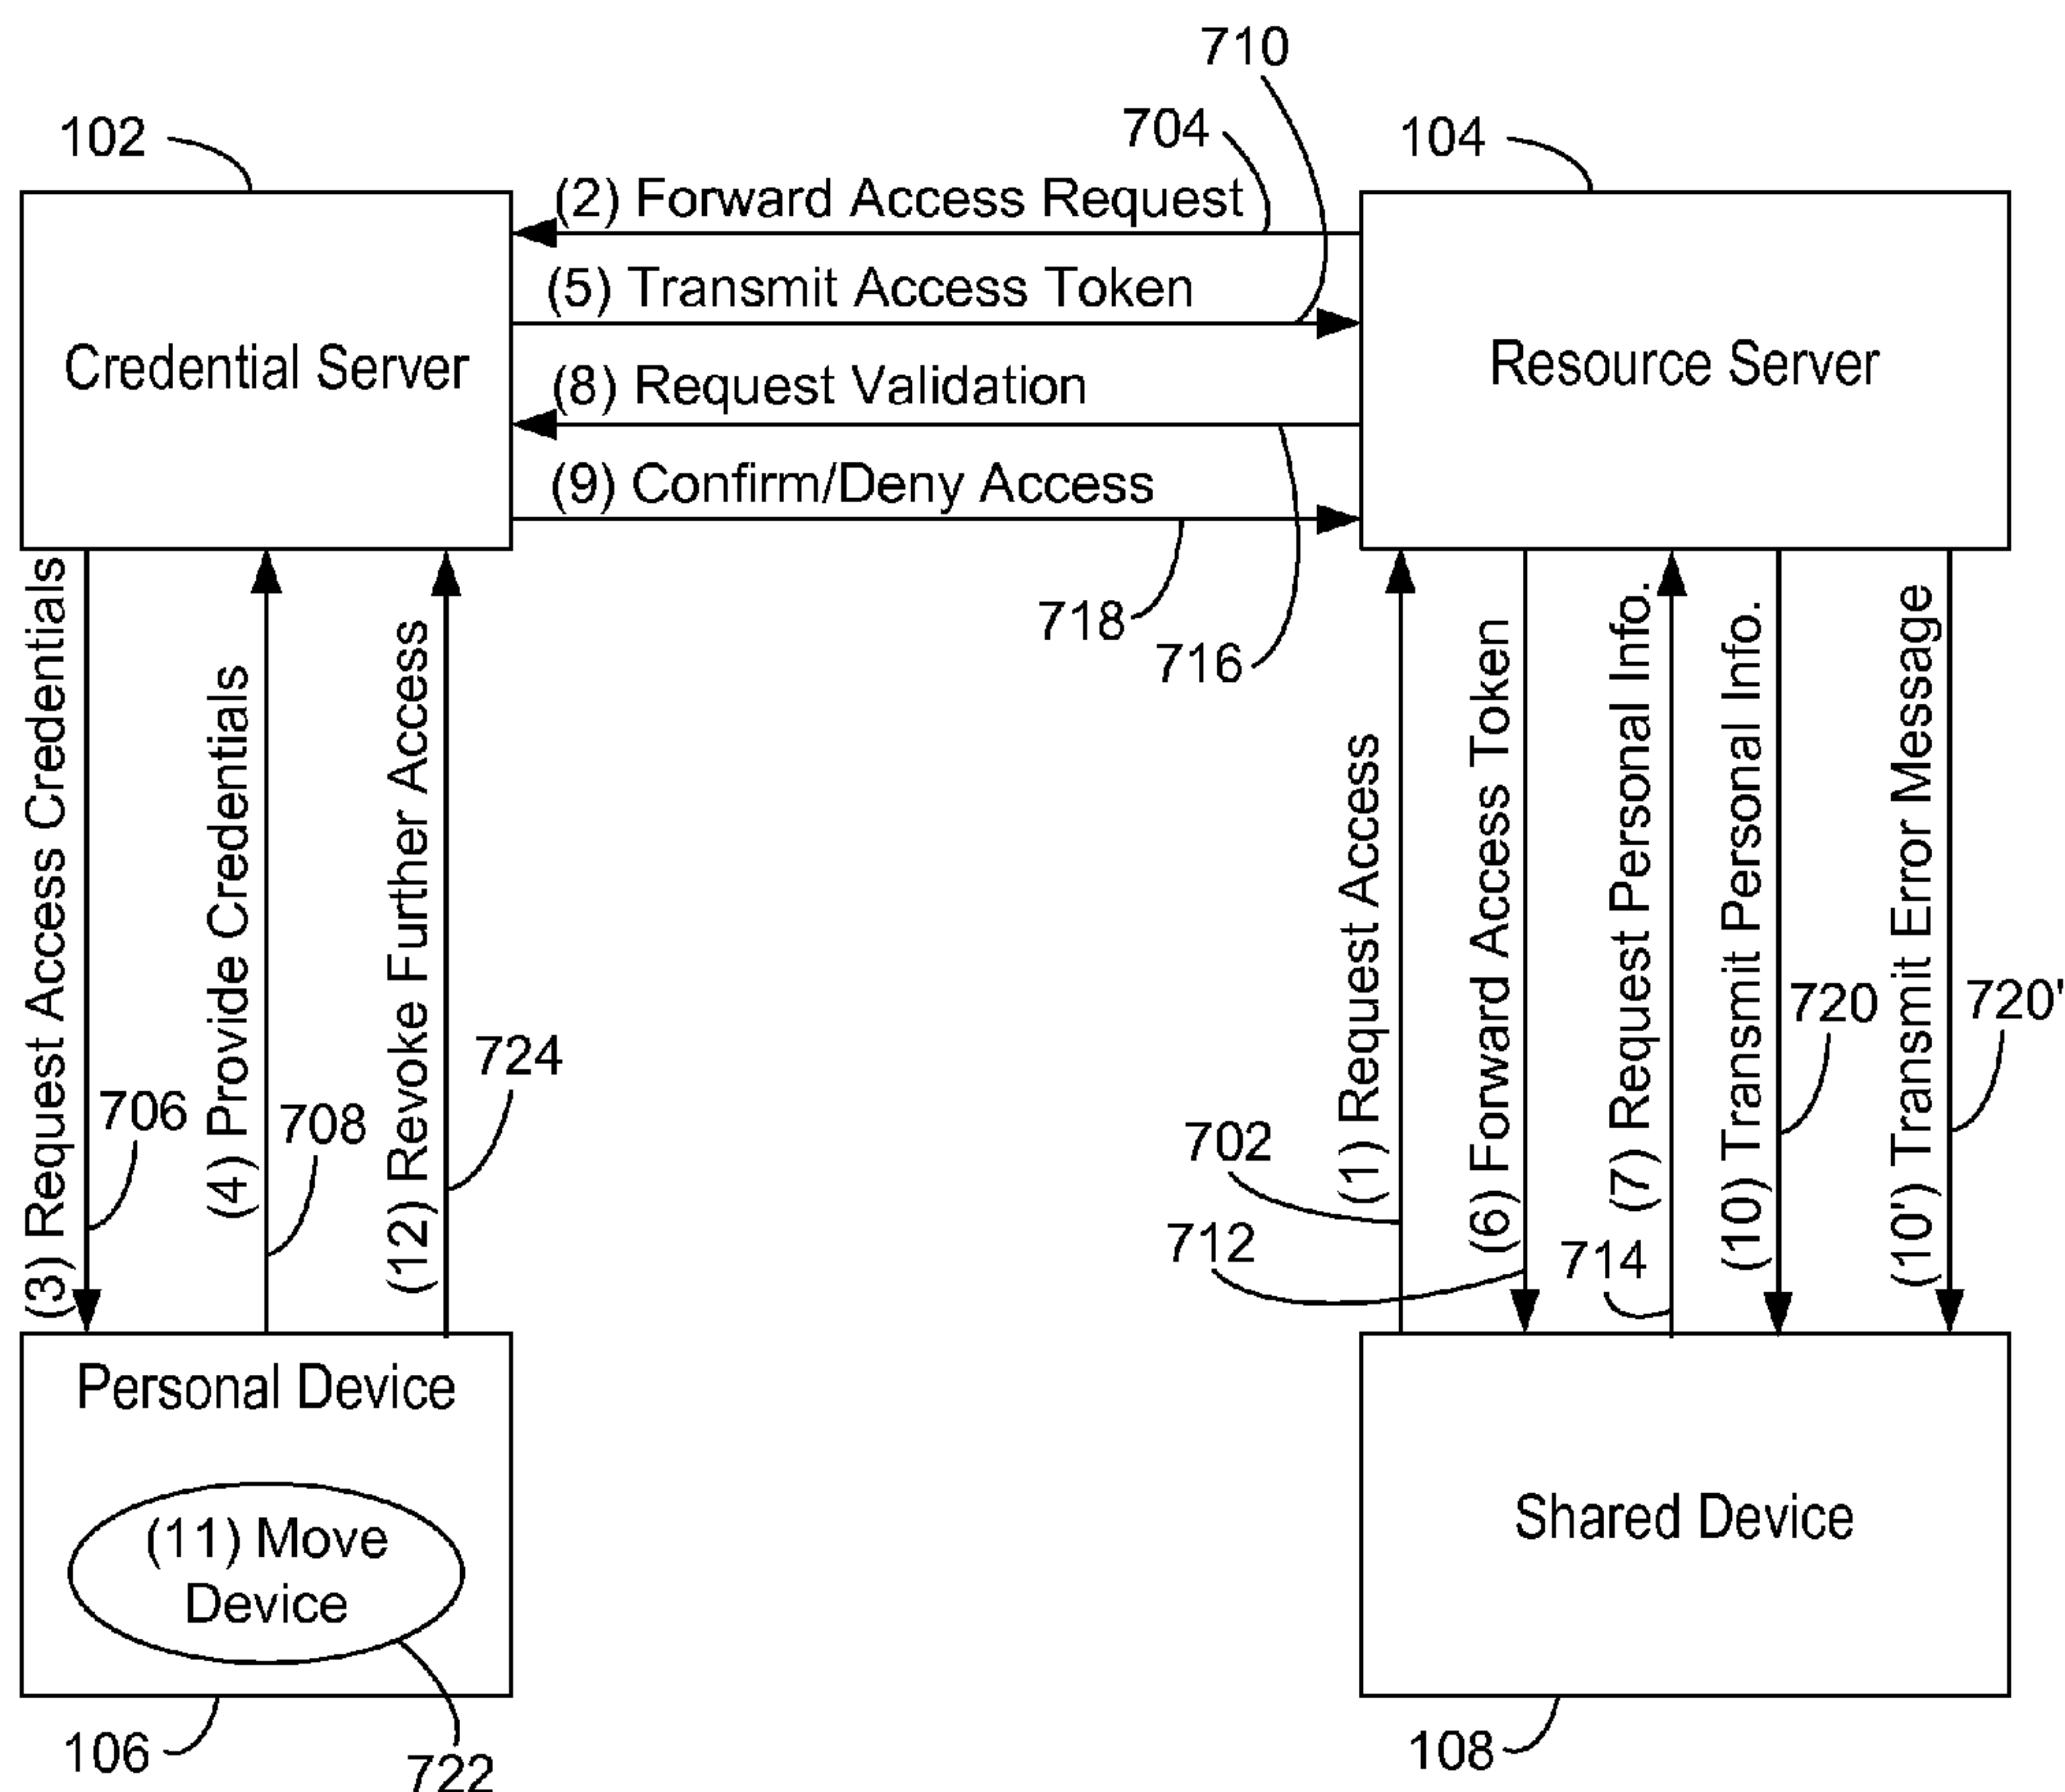 710
704
102
104
(2) Forward Access Request
(5) Transmit Access Token
Credential Server
Resource Server
(8) Request Validation
(9) Confirm/Deny Access
718
716
(3) Request Access Credentials
706
(4) Provide Credentials
708
(12) Revoke Further Access
724
(1) Request Access
702
712
(6) Forward Access Token
(7) Request Personal Info.
714
(10) Transmit Personal Info.
720
(10') Transmit Error Message
720'
Personal Device
(11) Move
Device
Shared Device
106
722
108